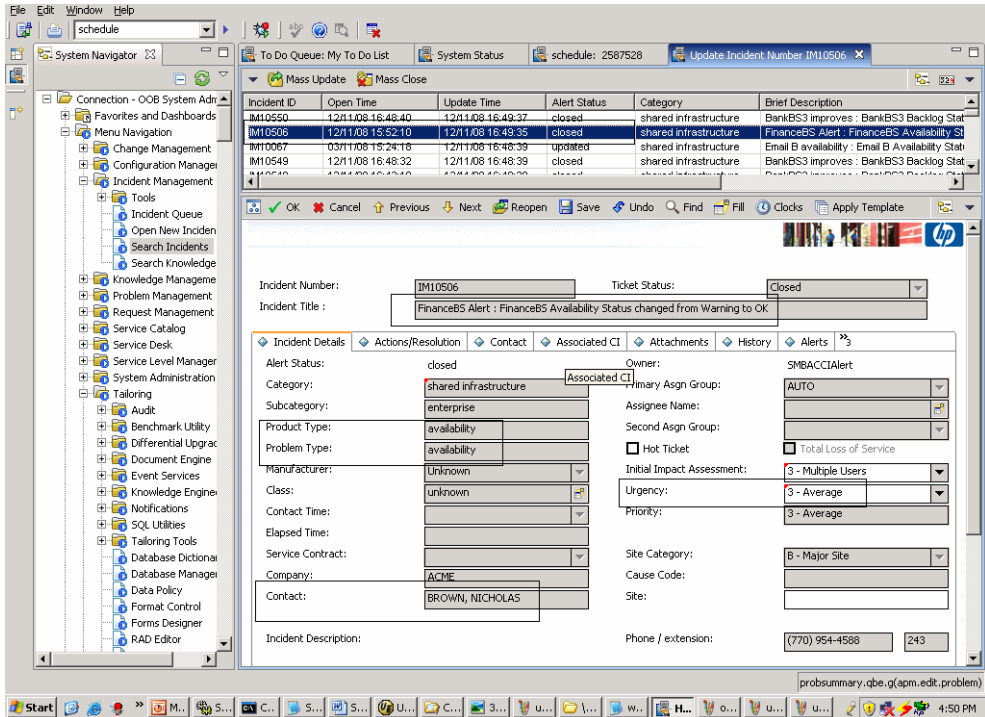 File Edit Window Help
schedule
System Navigator
To Do Queue: My To Do List
System Status
schedule: 2587528
Update Incident Number IM10506
Mass Update Mass Close
Connection - OOB System Adm
Favorites and Dashboards
Menu Navigation
Change Management
Configuration Manager
Incident Management
Tools
Incident Queue
Open New Inciden
Search Incidents
Search Knowledge
Knowledge Manageme
Problem Management
Request Management
Service Catalog
Service Desk
Service Level Manager
System Administration
Tailoring
Audit
Benchmark Utility
Differential Upgrad
Document Engine
Event Services
Knowledge Enginee
Notifications
SQL Utilities
Tailoring Tools
Database Dictionar
Database Manager
Data Policy
Format Control
Forms Designer
RAD Editor
Incident ID Open Time Update Time Alert Status Category Brief Description
IM10550 12/11/08 16:48:40 12/11/08 16:49:37 closed shared infrastructure BankBS3 improves : BankBS3 Backlog Stat
IM10506 12/11/08 15:52:10 12/11/08 16:49:35 closed shared infrastructure FinanceBS Alert : FinanceBS Availability St
IM10067 03/11/08 15:24:18 12/11/08 16:48:39 updated shared infrastructure Email B availability : Email B Availability Statu
IM10549 12/11/08 16:48:32 12/11/08 16:48:39 closed shared infrastructure BankBS3 improves : BankBS3 Backlog Stat
OK Cancel Previous Next Reopen Save Undo Find Fill Clocks Apply Template
hp
Incident Number: IM10506 Ticket Status: Closed
Incident Title : FinanceBS Alert : FinanceBS Availability Status changed from Warning to OK
Incident Details Actions/Resolution Contact Associated CI Attachments History Alerts »3
Alert Status: closed Owner: SMBACCIAlert
Associated CI
Category: shared infrastructure Primary Asgn Group: AUTO
Subcategory: enterprise Assignee Name:
Product Type: availability Second Asgn Group:
Problem Type: availability Hot Ticket Total Loss of Service
Manufacturer: Unknown Initial Impact Assessment: 3 - Multiple Users
Class: unknown Urgency: 3 - Average
Contact Time: Priority: 3 - Average
Elapsed Time:
Service Contract: Site Category: B - Major Site
Company: ACME Cause Code:
Contact: BROWN, NICHOLAS Site:
Incident Description: Phone / extension: (770) 954-4588 243
probsummary.qbe.g(apm.edit.problem)
Start » M.. S... C... S... S... U... C... 3... u... \... w.. H... o... u... u... 4:50 PM